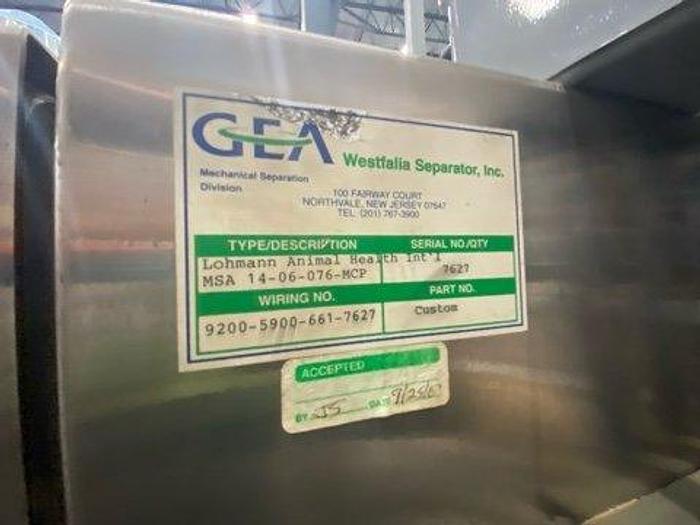 GEA
Westfalia Separator, Inc.
Mechanical Separation
Division
100 FAIRWAY COURT
NORTHVALE, NEW JERSEY 07647
TEL (201) 767-3900
TYPE/DESCRIPTION SERIAL NO./QTY
Lohmann Animal Health Int'l
MSA 14-06-076-MCP 7627
WIRING NO. PART NO.
9200-5900-661-7627 Custom
ACCEPTED
BY JS DATE